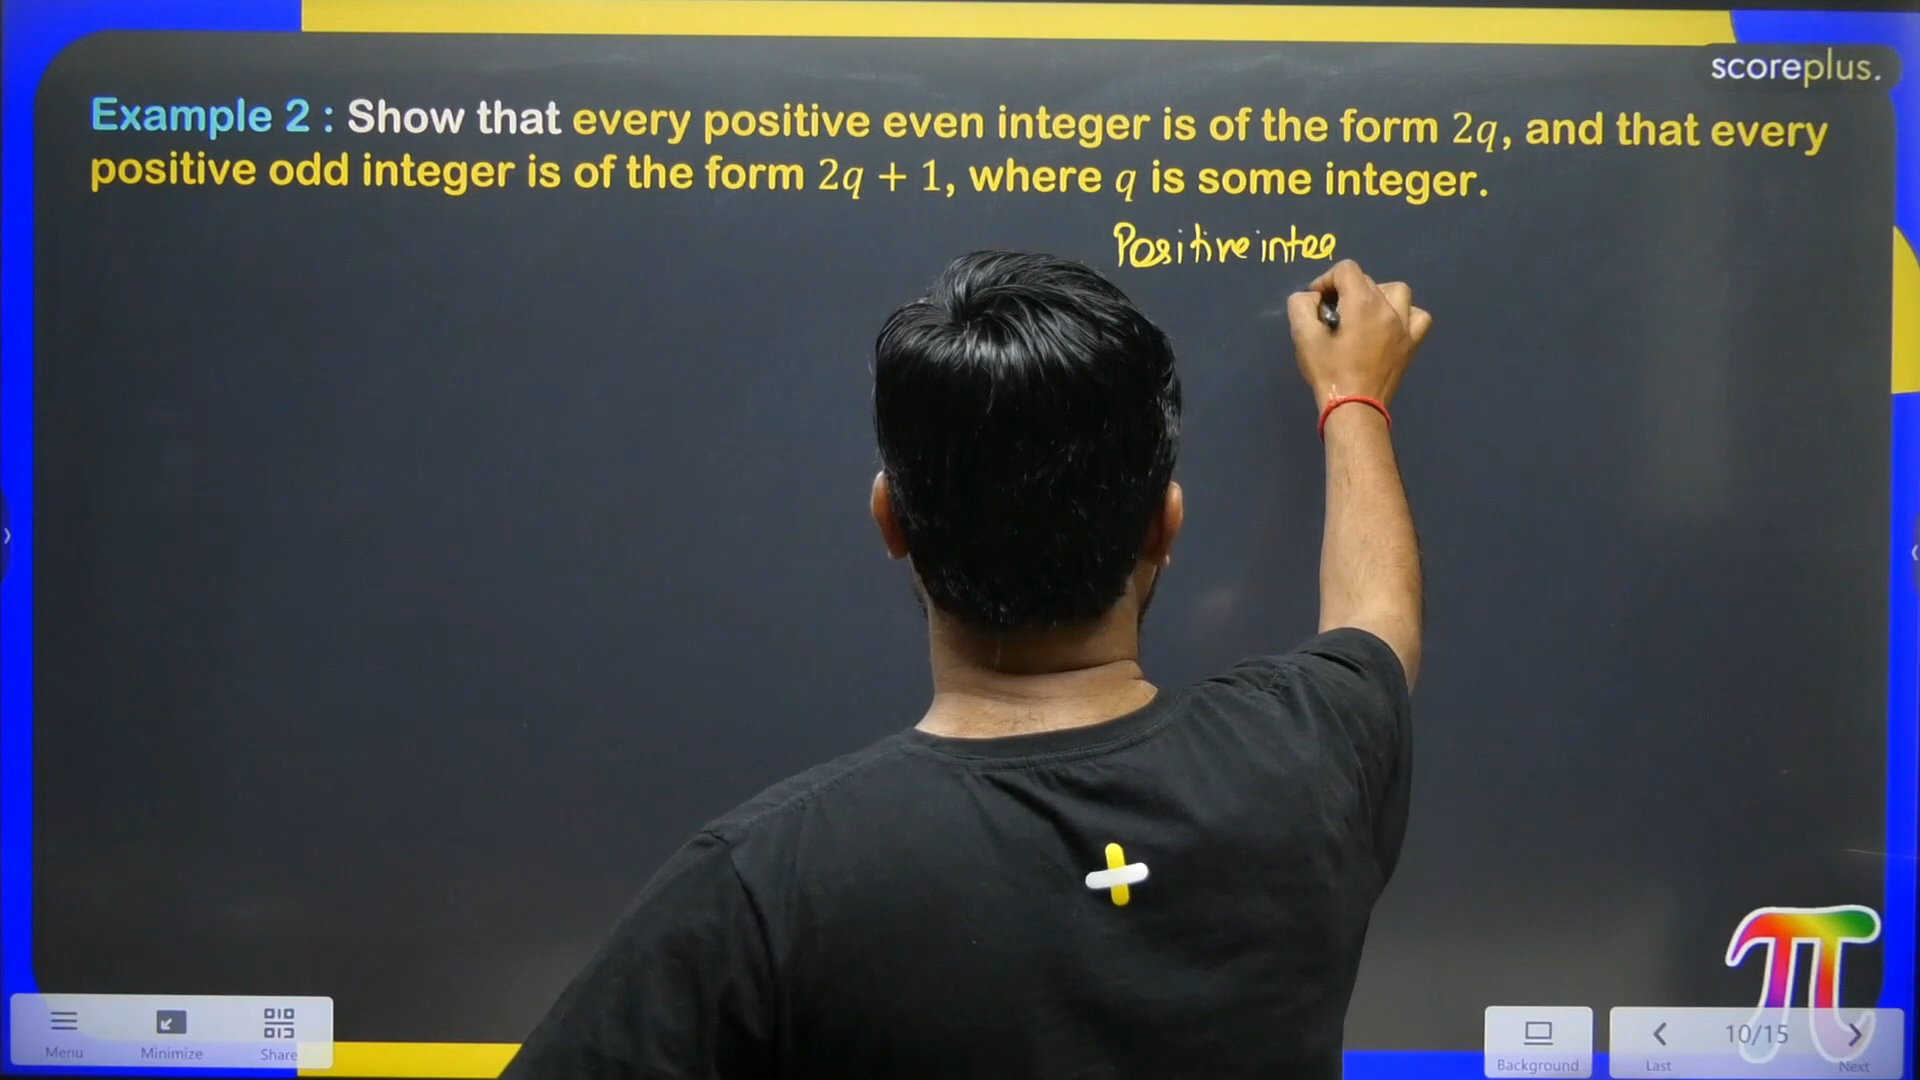 scoreplus.
Example 2 : Show that every positive even integer is of the form 2q, and that every
positive odd integer is of the form 2q + 1, where q is some integer.
Positive integ
Menu
Minimize
Share
Background
Last
10/15
Next